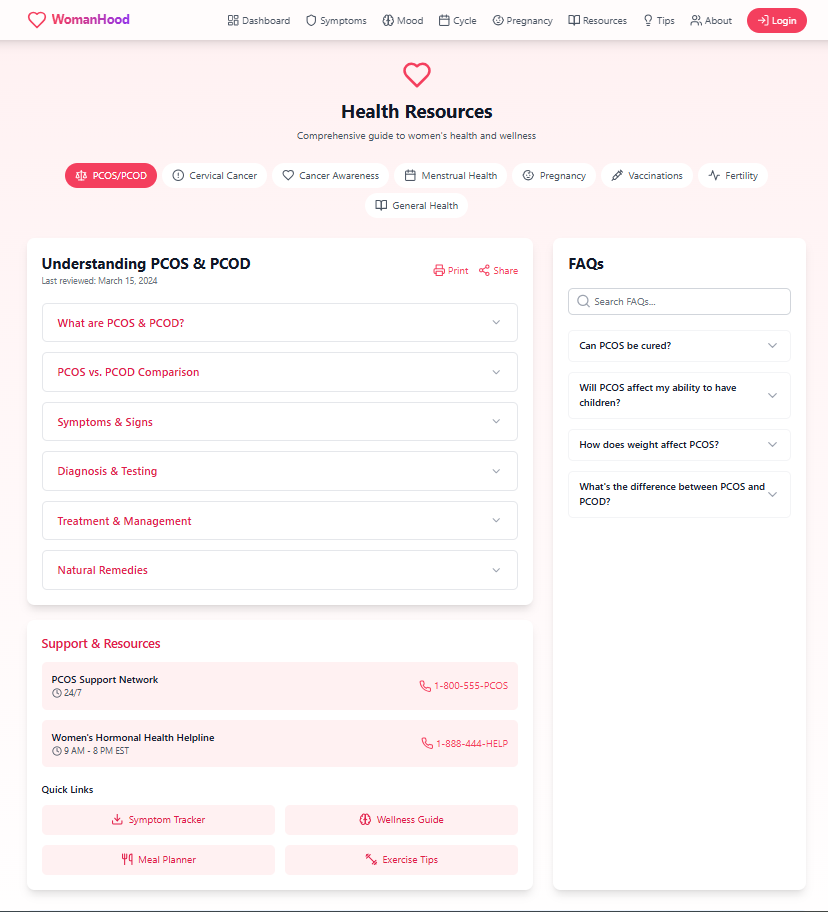 WomanHood
Dashboard Symptoms Mood Cycle Pregnancy Resources Tips About Login
Health Resources
Comprehensive guide to women's health and wellness
PCOS/PCOD Cervical Cancer Cancer Awareness Menstrual Health Pregnancy Vaccinations Fertility
General Health
Understanding PCOS & PCOD
Last reviewed: March 15, 2024
Print Share
What are PCOS & PCOD?
PCOS vs. PCOD Comparison
Symptoms & Signs
Diagnosis & Testing
Treatment & Management
Natural Remedies
Support & Resources
PCOS Support Network
24/7
1-800-555-PCOS
Women's Hormonal Health Helpline
9 AM - 8 PM EST
1-888-444-HELP
Quick Links
Symptom Tracker Wellness Guide
Meal Planner Exercise Tips
FAQs
Search FAQs...
Can PCOS be cured?
Will PCOS affect my ability to have
children?
How does weight affect PCOS?
What's the difference between PCOS and
PCOD?